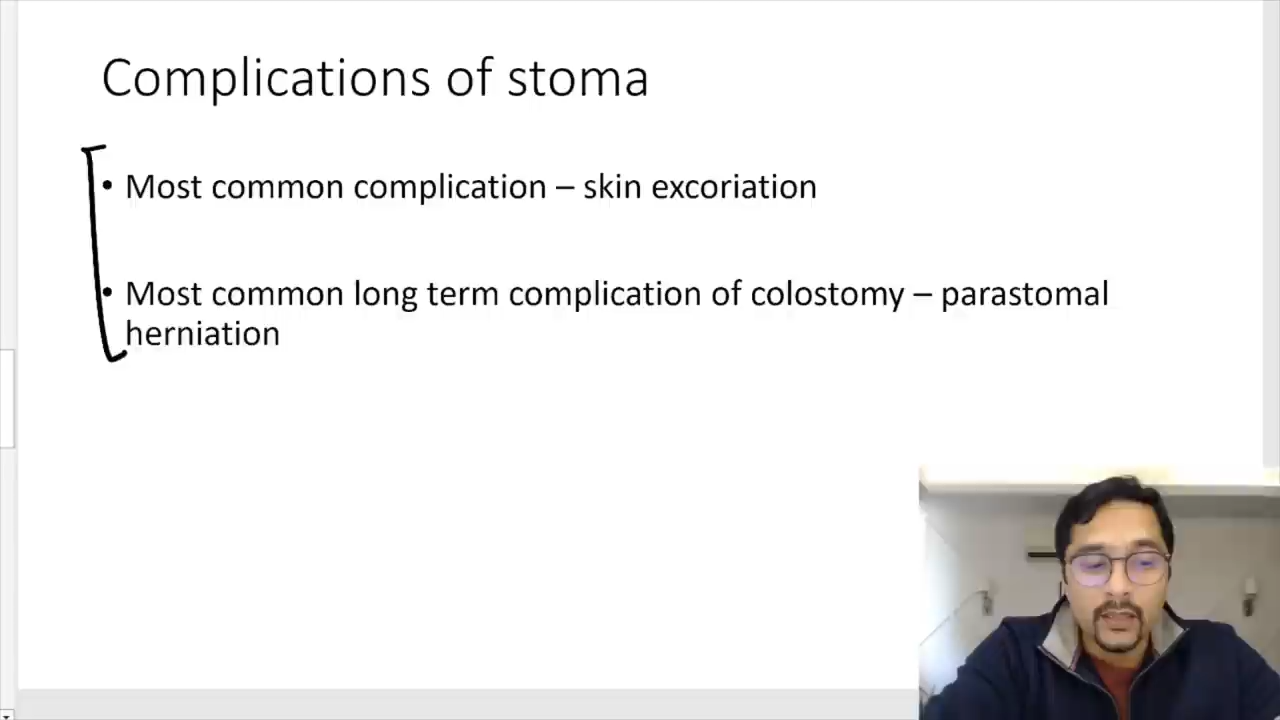 Complications of stoma
• Most common complication – skin excoriation
• Most common long term complication of colostomy – parastomal
herniation